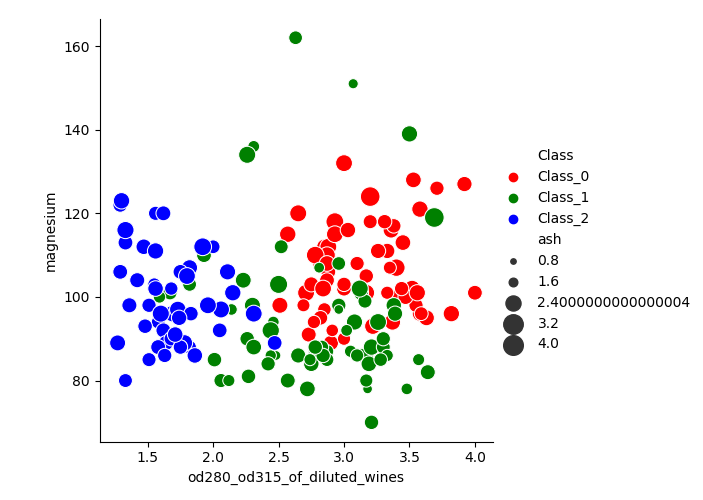 160
140
120
100
80
magnesium
1.5
2.0
2.5
3.0
3.5
4.0
od280_od315_of_diluted_wines
Class
Class_0
Class_1
Class_2
ash
0.8
1.6
2.4000000000000004
3.2
4.0